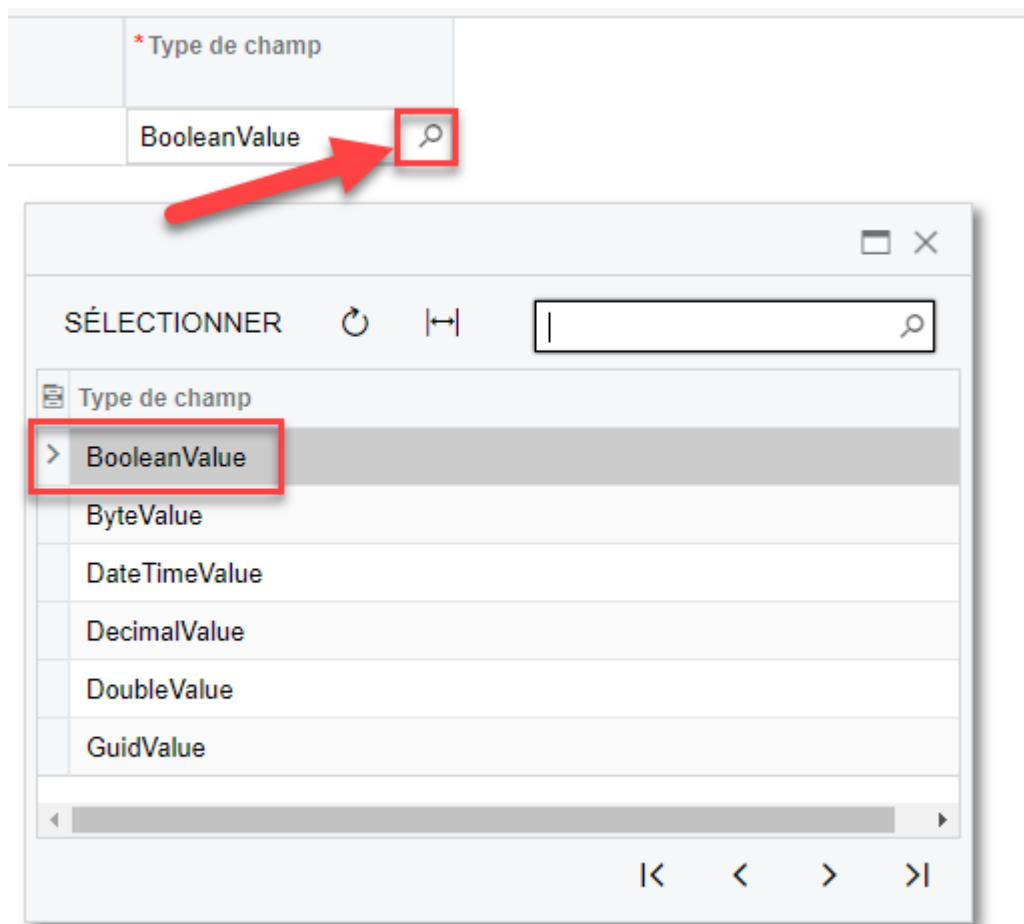 * Type de champ
BooleanValue
SÉLECTIONNER
Type de champ
BooleanValue
ByteValue
DateTimeValue
DecimalValue
DoubleValue
GuidValue